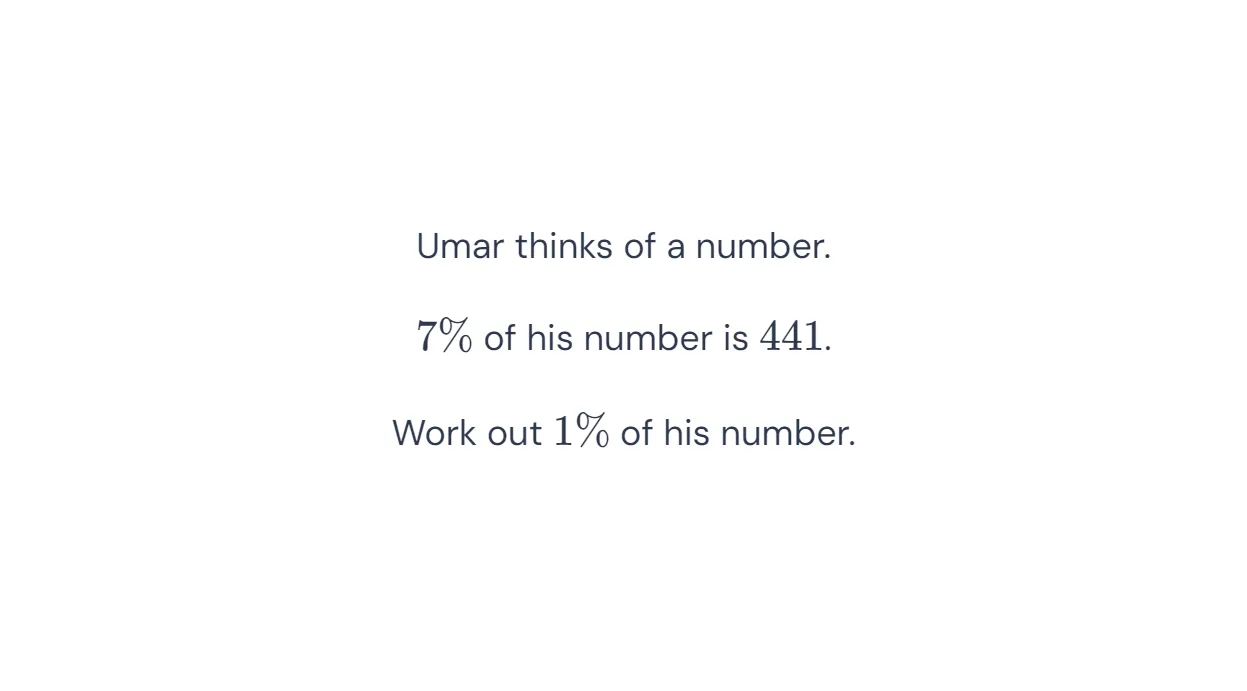 Umar thinks of a number.
7% of his number is 441.
Work out 1% of his number.